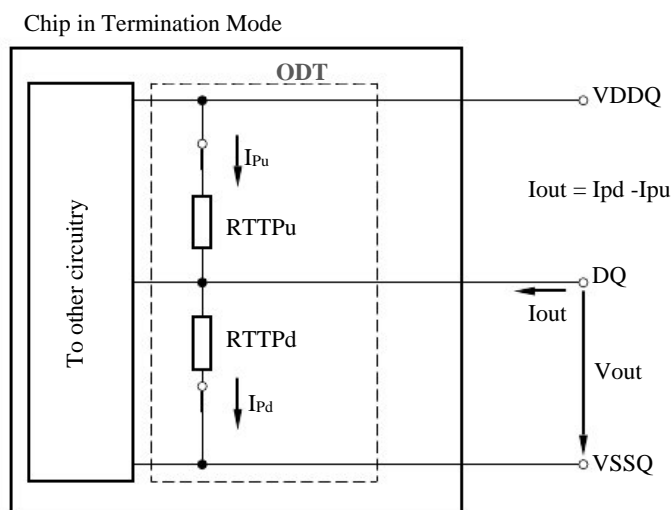 Chip in Termination Mode
ODT
VDDQ
IPu
Iout = Ipd -Ipu
RTTPu
To other circuitry
DQ
Iout
RTTPd
Vout
IPd
VSSQ